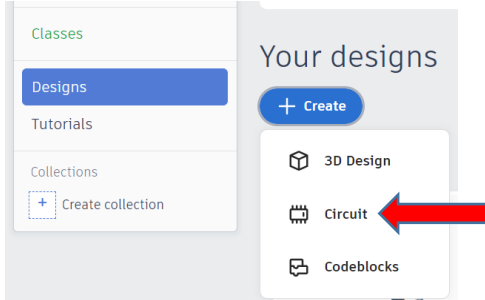 Classes
Designs
Tutorials
Collections
+ Create collection
Your designs
+ Create
3D Design
Circuit
Codeblocks